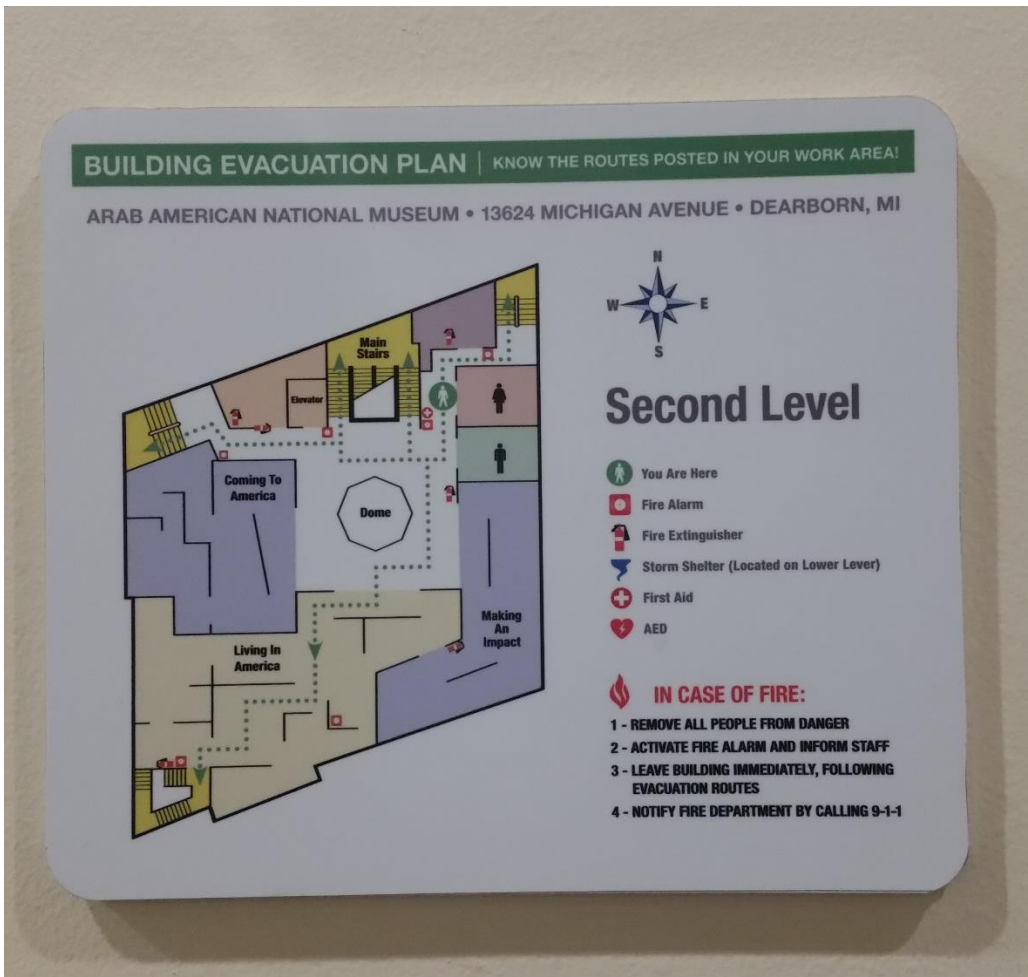 BUILDING EVACUATION PLAN | KNOW THE ROUTES POSTED IN YOUR WORK AREA!
ARAB AMERICAN NATIONAL MUSEUM • 13624 MICHIGAN AVENUE • DEARBORN, MI
N
W E
S
Main
Stairs
Elevator
Coming To
America
Dome
Making
An
Impact
Living In
America
Second Level
You Are Here
Fire Alarm
Fire Extinguisher
Storm Shelter (Located on Lower Lever)
First Aid
AED
IN CASE OF FIRE:
1 - REMOVE ALL PEOPLE FROM DANGER
2 - ACTIVATE FIRE ALARM AND INFORM STAFF
3 - LEAVE BUILDING IMMEDIATELY, FOLLOWING
EVACUATION ROUTES
4 - NOTIFY FIRE DEPARTMENT BY CALLING 9-1-1